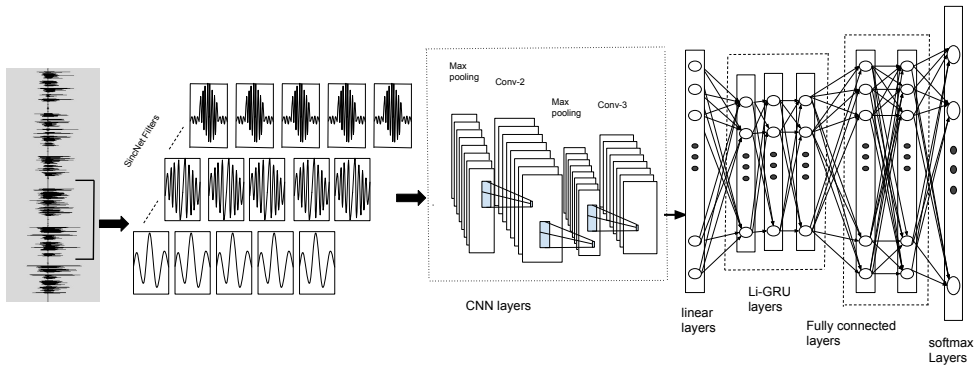 SincNet Filters
Max
pooling
Conv-2
Max
pooling
Conv-3
CNN layers
linear
layers
Li-GRU
layers
Fully connected
layers
softmax
Layers